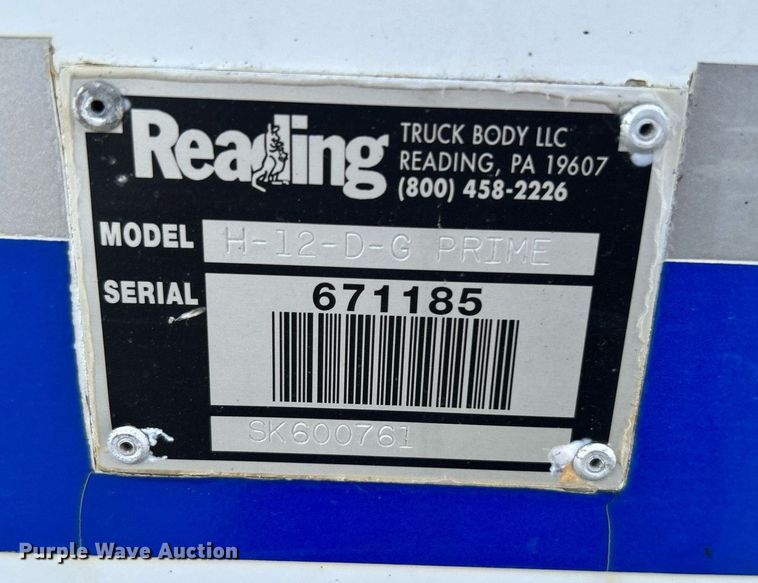 Reading
TRUCK BODY LLC
READING, PA 19607
(800) 458-2226
MODEL H-12-D-G PRIME
SERIAL 671185
SK600761
Purple Wave Auction